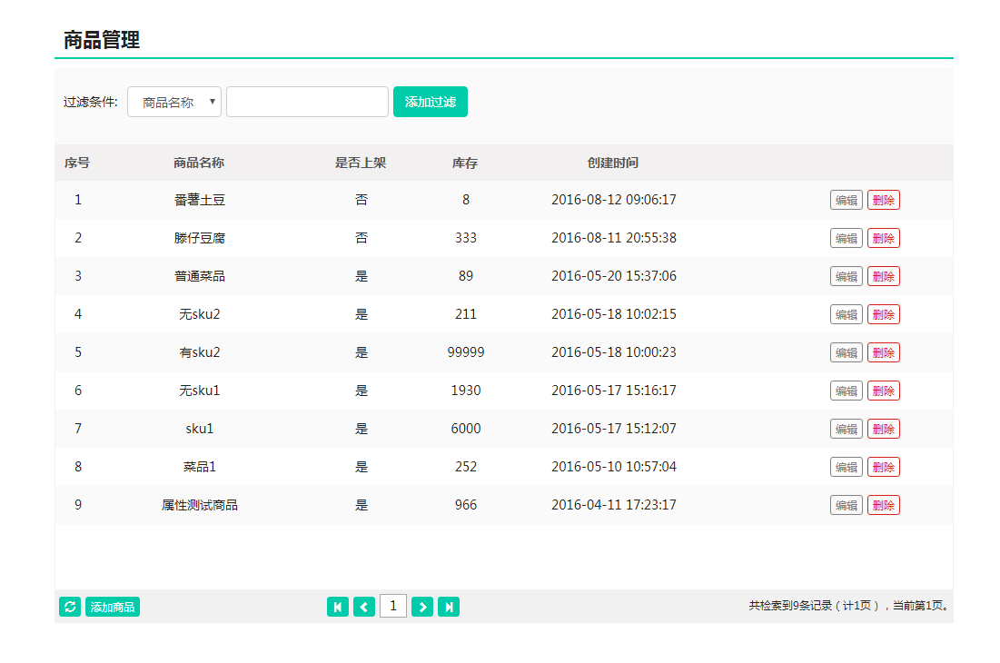 商品管理
过滤条件: 商品名称 添加过滤
序号 商品名称 是否上架 库存 创建时间
1 番薯土豆 否 8 2016-08-12 09:06:17 编辑 删除
2 滕仔豆腐 否 333 2016-08-11 20:55:38 编辑 删除
3 普通菜品 是 89 2016-05-20 15:37:06 编辑 删除
4 无sku2 是 211 2016-05-18 10:02:15 编辑 删除
5 有sku2 是 99999 2016-05-18 10:00:23 编辑 删除
6 无sku1 是 1930 2016-05-17 15:16:17 编辑 删除
7 sku1 是 6000 2016-05-17 15:12:07 编辑 删除
8 菜品1 是 252 2016-05-10 10:57:04 编辑 删除
9 属性测试商品 是 966 2016-04-11 17:23:17 编辑 删除
添加商品 1 共检索到9条记录（计1页），当前第1页。